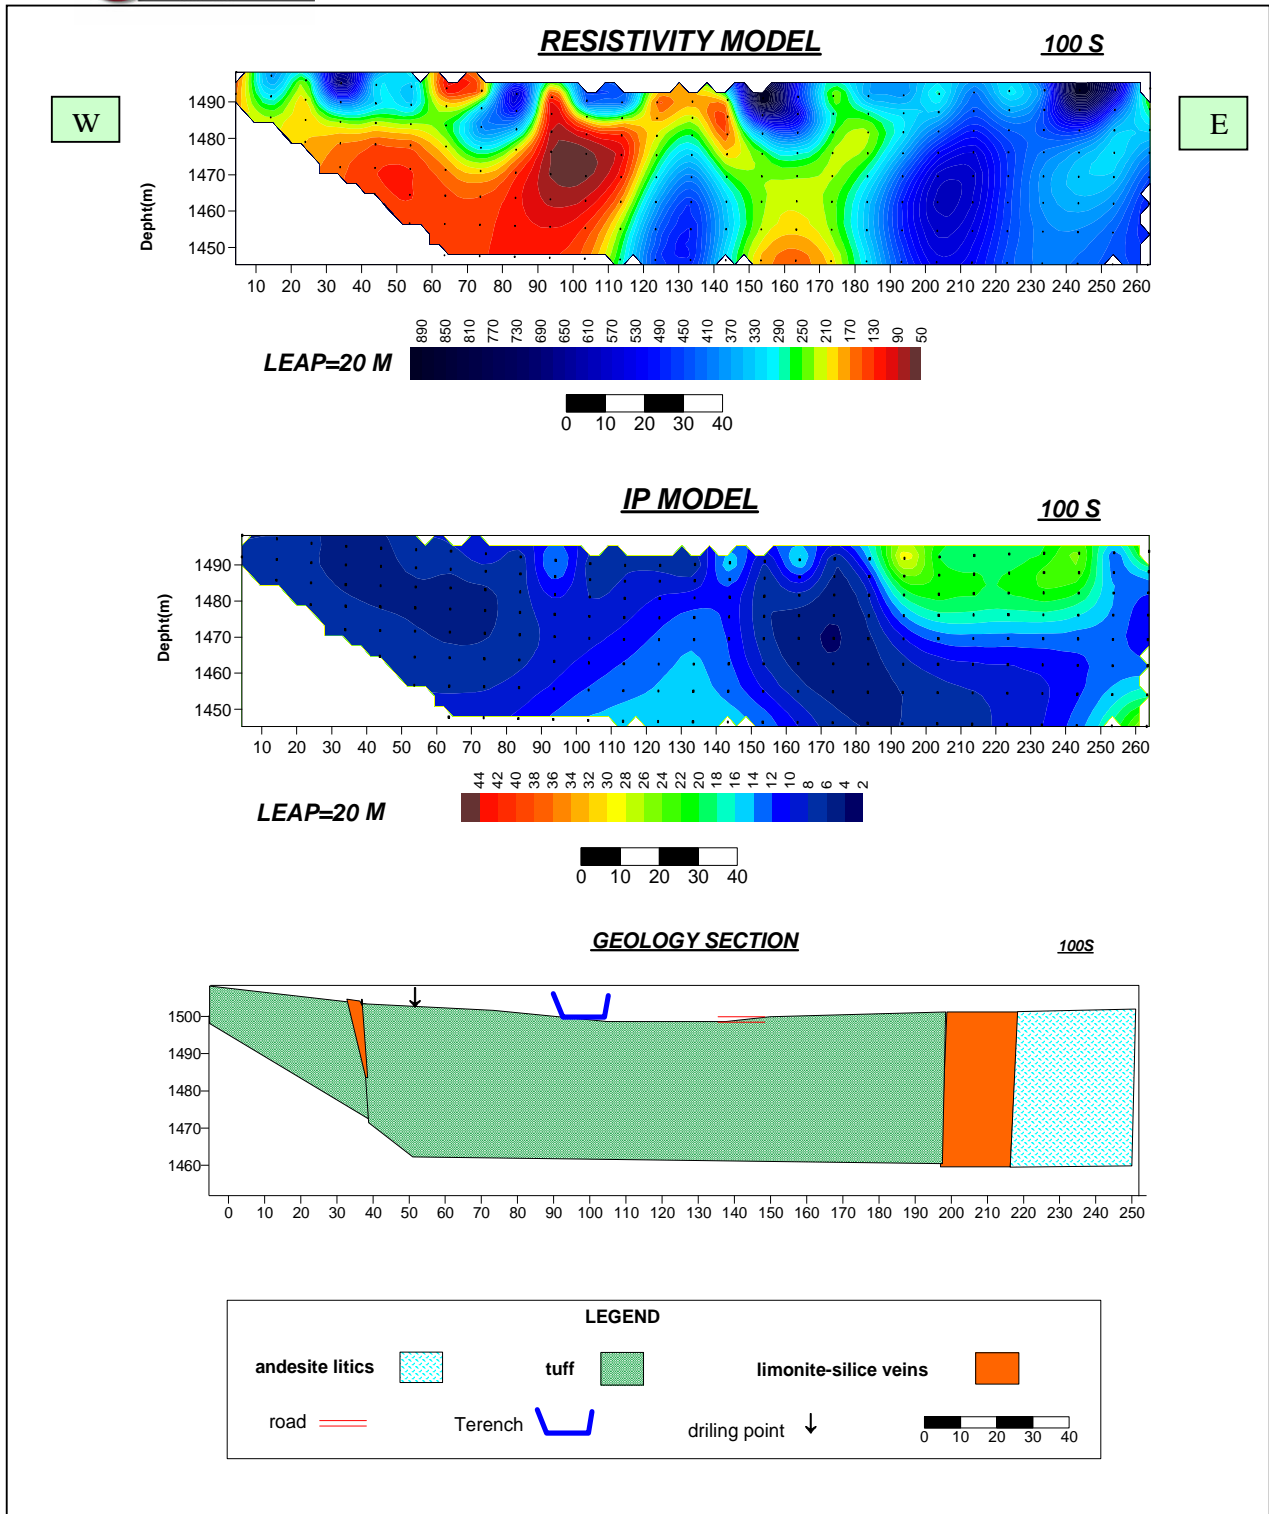 RESISTIVITY MODEL 100 S
W
E
Depht(m)
1490
1480
1470
1460
1450
10 20 30 40 50 60 70 80 90 100 110 120 130 140 150 160 170 180 190 200 210 220 230 240 250 260
890 850 810 770 730 690 650 610 570 530 490 450 410 370 330 290 250 210 170 130 90 50
LEAP=20 M
0 10 20 30 40
IP MODEL 100 S
Depht(m)
1490
1480
1470
1460
1450
10 20 30 40 50 60 70 80 90 100 110 120 130 140 150 160 170 180 190 200 210 220 230 240 250 260
44 42 40 38 36 34 32 30 28 26 24 22 20 18 16 14 12 10 8 6 4 2
LEAP=20 M
0 10 20 30 40
GEOLOGY SECTION 100S
1500
1490
1480
1470
1460
0 10 20 30 40 50 60 70 80 90 100 110 120 130 140 150 160 170 180 190 200 210 220 230 240 250
LEGEND
andesite litics tuff limonite-silice veins
road Terench driling point
0 10 20 30 40